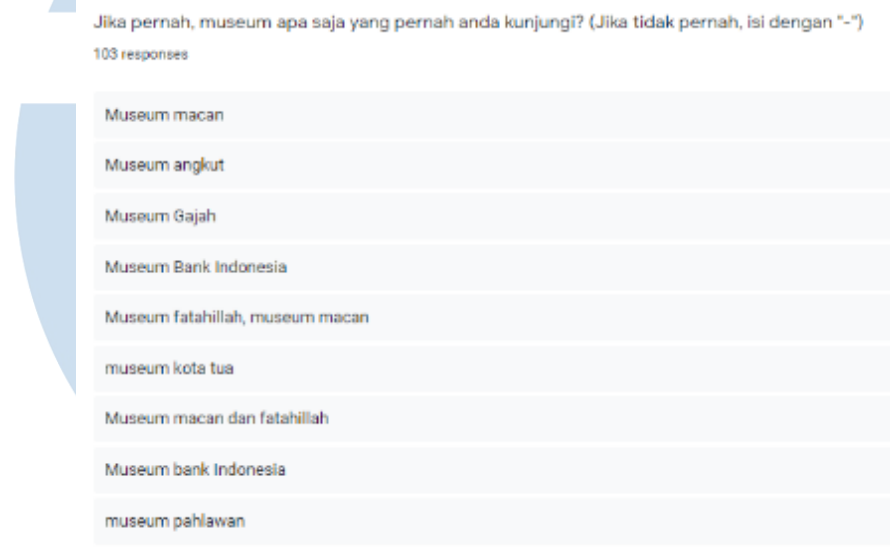 Jika pernah, museum apa saja yang pernah anda kunjungi? (Jika tidak pernah, isi dengan "-")
103 responses
Museum macan
Museum angkut
Museum Gajah
Museum Bank Indonesia
Museum fatahillah, museum macan
museum kota tua
Museum macan dan fatahillah
Museum bank Indonesia
museum pahlawan